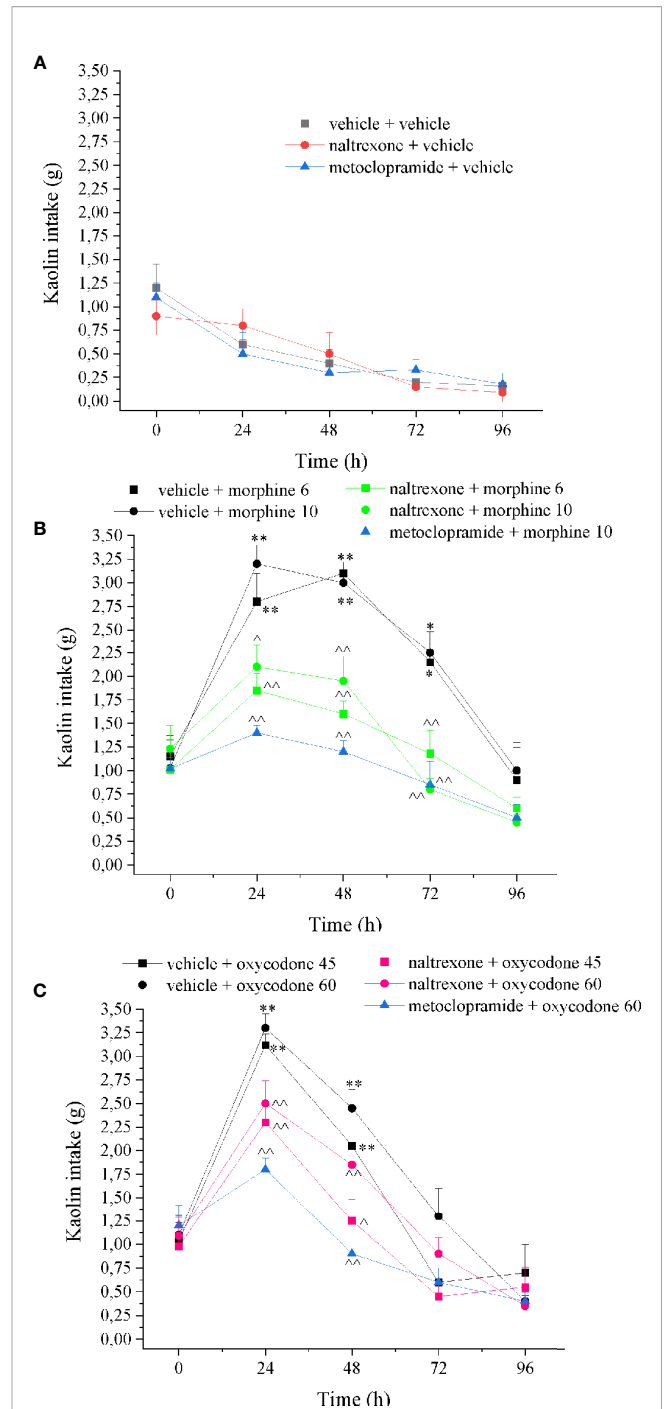 A
3,50
3,25
3,00
2,75
2,50
2,25
2,00
1,75
1,50
1,25
1,00
0,75
0,50
0,25
0,00
Kaolin intake (g)
vehicle + vehicle
naltrexone + vehicle
metoclopramide + vehicle
0 24 48 72 96
Time (h)
vehicle + morphine 6
vehicle + morphine 10
naltrexone + morphine 6
naltrexone + morphine 10
metoclopramide + morphine 10
B
3,50
3,25
3,00
2,75
2,50
2,25
2,00
1,75
1,50
1,25
1,00
0,75
0,50
0,25
0,00
Kaolin intake (g)
** **
** **
* *
^ ^^
^^ ^^
^^ ^^
^^ ^^ ^^
0 24 48 72 96
Time (h)
vehicle + oxycodone 45
vehicle + oxycodone 60
naltrexone + oxycodone 45
naltrexone + oxycodone 60
metoclopramide + oxycodone 60
C
3,50
3,25
3,00
2,75
2,50
2,25
2,00
1,75
1,50
1,25
1,00
0,75
0,50
0,25
0,00
Kaolin intake (g)
**
**
**
**
^^
^^
^^
^^
^
^^
0 24 48 72 96
Time (h)